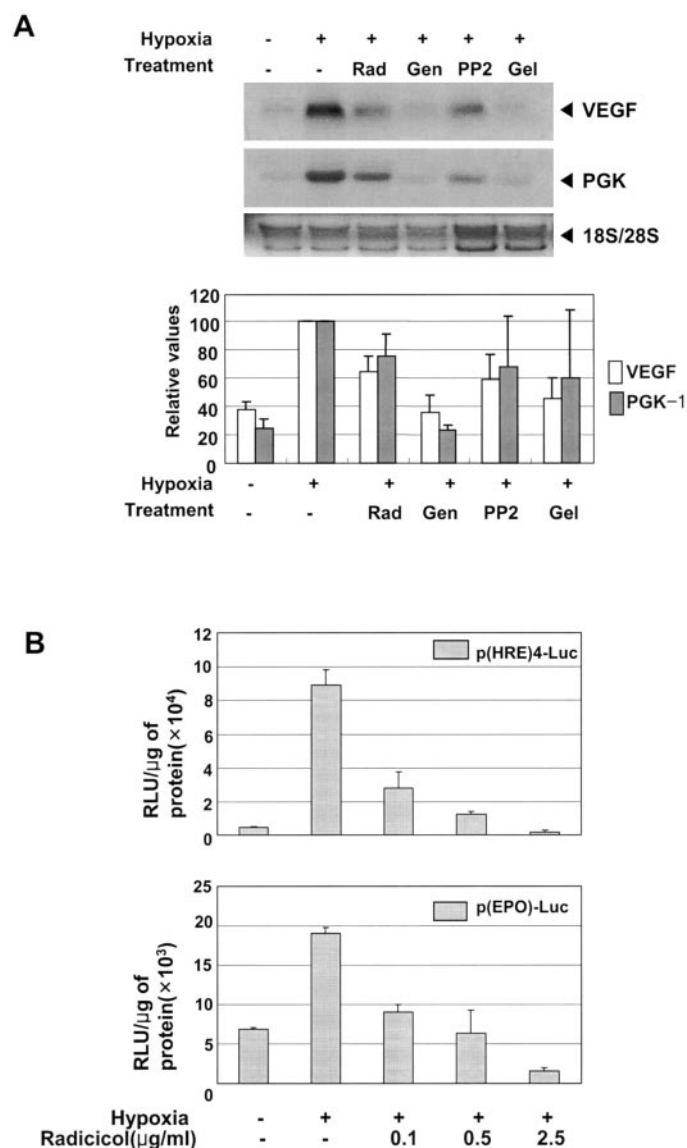 A
Hypoxia - + + + + +
Treatment - - Rad Gen PP2 Gel
◄ VEGF
◄ PGK
◄ 18S/28S
120
100
80
60
40
20
0
Relative values
VEGF
PGK-1
Hypoxia - + + + + +
Treatment - - Rad Gen PP2 Gel
B
12
10
8
6
4
2
0
RLU/μg of
protein(×10⁴)
p(HRE)4-Luc
25
20
15
10
5
0
RLU/μg of
protein(×10³)
p(EPO)-Luc
Hypoxia - + + + +
Radicicol(μg/ml) - - 0.1 0.5 2.5